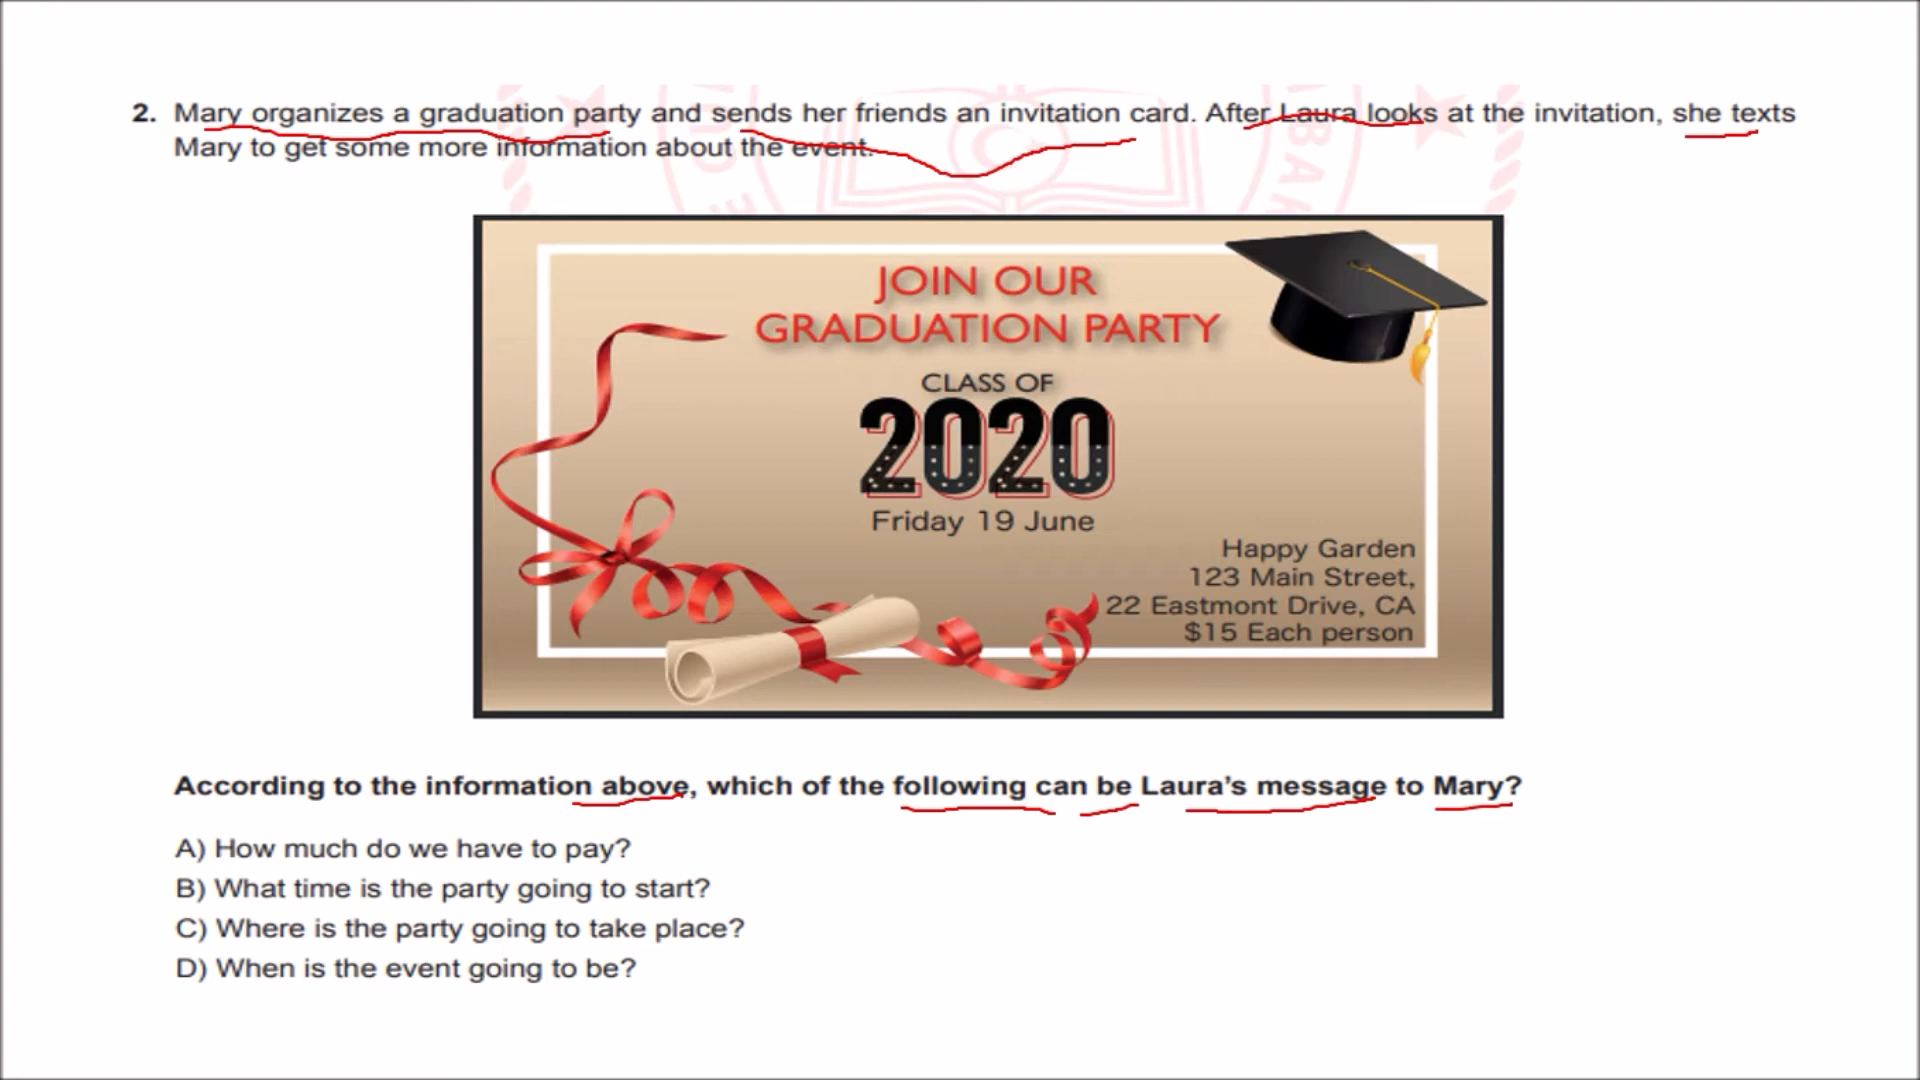 2. Mary organizes a graduation party and sends her friends an invitation card. After Laura looks at the invitation, she texts
Mary to get some more information about the event.
JOIN OUR
GRADUATION PARTY
CLASS OF
2020
Friday 19 June
Happy Garden
123 Main Street,
22 Eastmont Drive, CA
$15 Each person
According to the information above, which of the following can be Laura’s message to Mary?
A) How much do we have to pay?
B) What time is the party going to start?
C) Where is the party going to take place?
D) When is the event going to be?